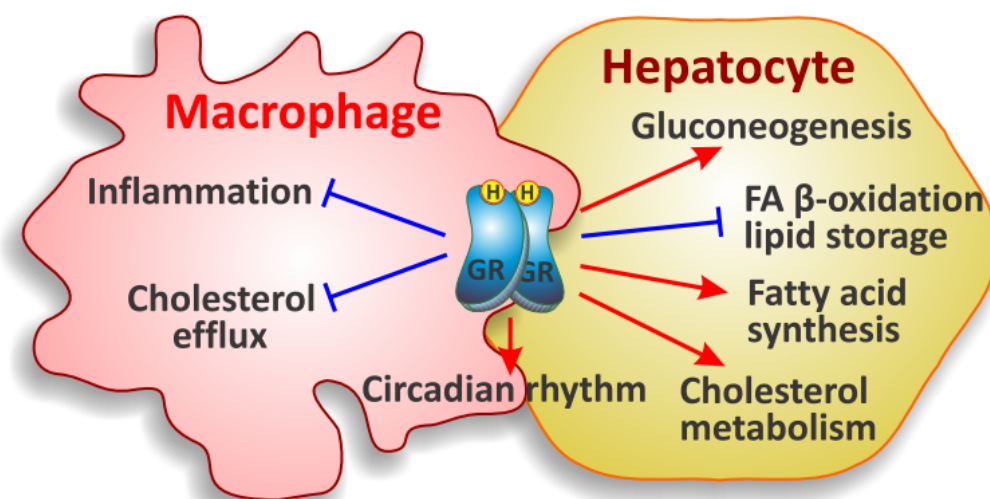 Macrophage
Inflammation
Cholesterol
efflux
H
H
GR
GR
Circadian rhythm
Hepatocyte
Gluconeogenesis
FA β-oxidation
lipid storage
Fatty acid
synthesis
Cholesterol
metabolism